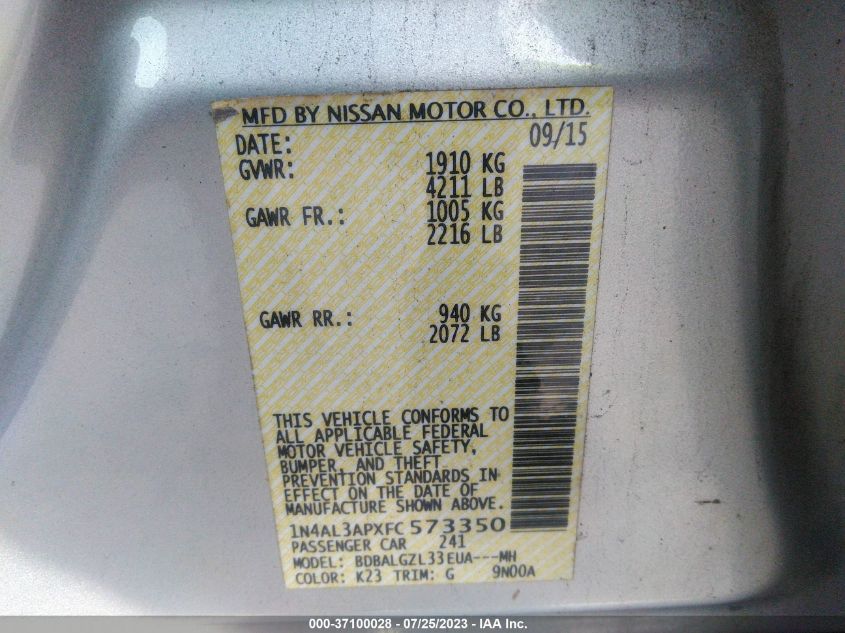 MFD BY NISSAN MOTOR CO., LTD.
DATE: 09/15
GVWR: 1910 KG
4211 LB
GAWR FR.: 1005 KG
2216 LB
GAWR RR.: 940 KG
2072 LB
THIS VEHICLE CONFORMS TO
ALL APPLICABLE FEDERAL
MOTOR VEHICLE SAFETY,
BUMPER, AND THEFT
PREVENTION STANDARDS IN
EFFECT ON THE DATE OF
MANUFACTURE SHOWN ABOVE.
1N4AL3APXFC573350
PASSENGER CAR 241
MODEL: BDBALGZL33EUA---MH
COLOR: K23 TRIM: G 9N00A
000-37100028 - 07/25/2023 - IAA Inc.